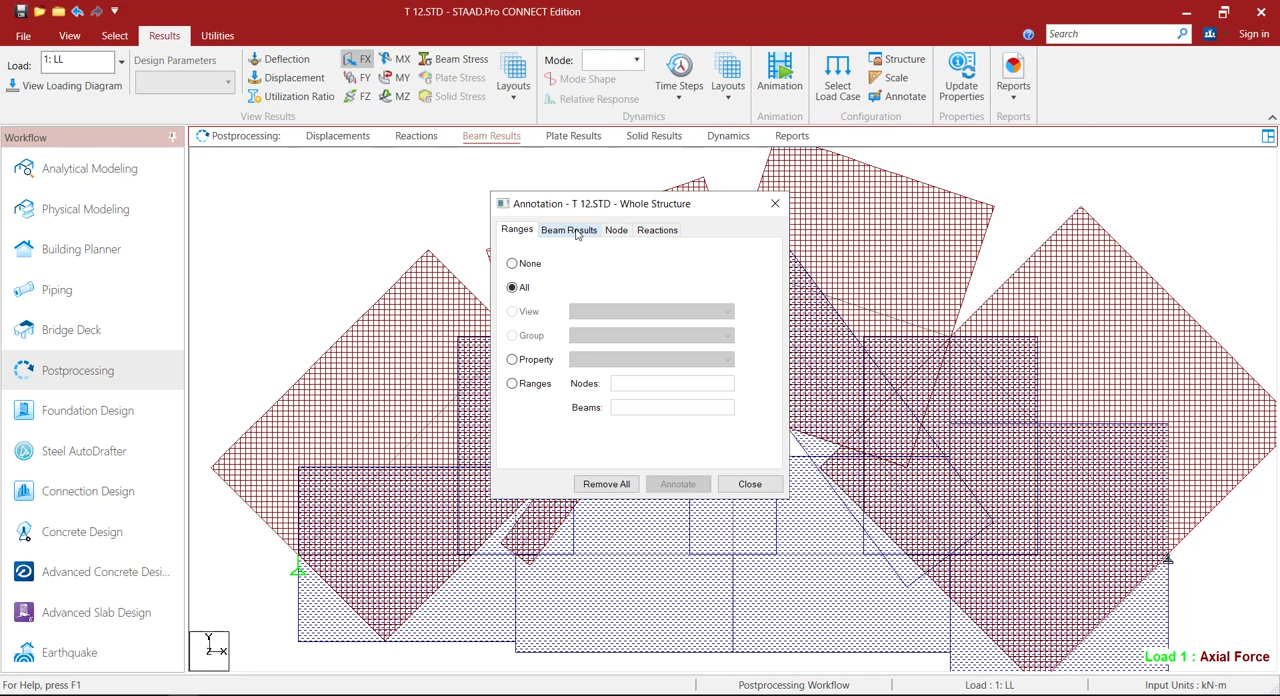 T 12.STD - STAAD.Pro CONNECT Edition
File View Select Results Utilities
Search
Sign in
Load: 1: LL
View Loading Diagram
Design Parameters
Deflection
Displacement
Utilization Ratio
FX MX Beam Stress
FY MY Plate Stress
FZ MZ Solid Stress
Layouts
View Results
Mode:
Mode Shape
Relative Response
Time Steps
Layouts
Dynamics
Animation
Animation
Select Load Case
Structure
Scale
Annotate
Configuration
Update Properties
Properties
Reports
Reports
Workflow
Postprocessing: Displacements Reactions Beam Results Plate Results Solid Results Dynamics Reports
Analytical Modeling
Physical Modeling
Building Planner
Piping
Bridge Deck
Postprocessing
Foundation Design
Steel AutoDrafter
Connection Design
Concrete Design
Advanced Concrete Desi...
Advanced Slab Design
Earthquake
Annotation - T 12.STD - Whole Structure
Ranges Beam Results Node Reactions
None
All
View
Group
Property
Ranges Nodes:
Beams:
Remove All Annotate Close
Y
Z X
Load 1 : Axial Force
For Help, press F1
Postprocessing Workflow
Load : 1: LL
Input Units : kN-m